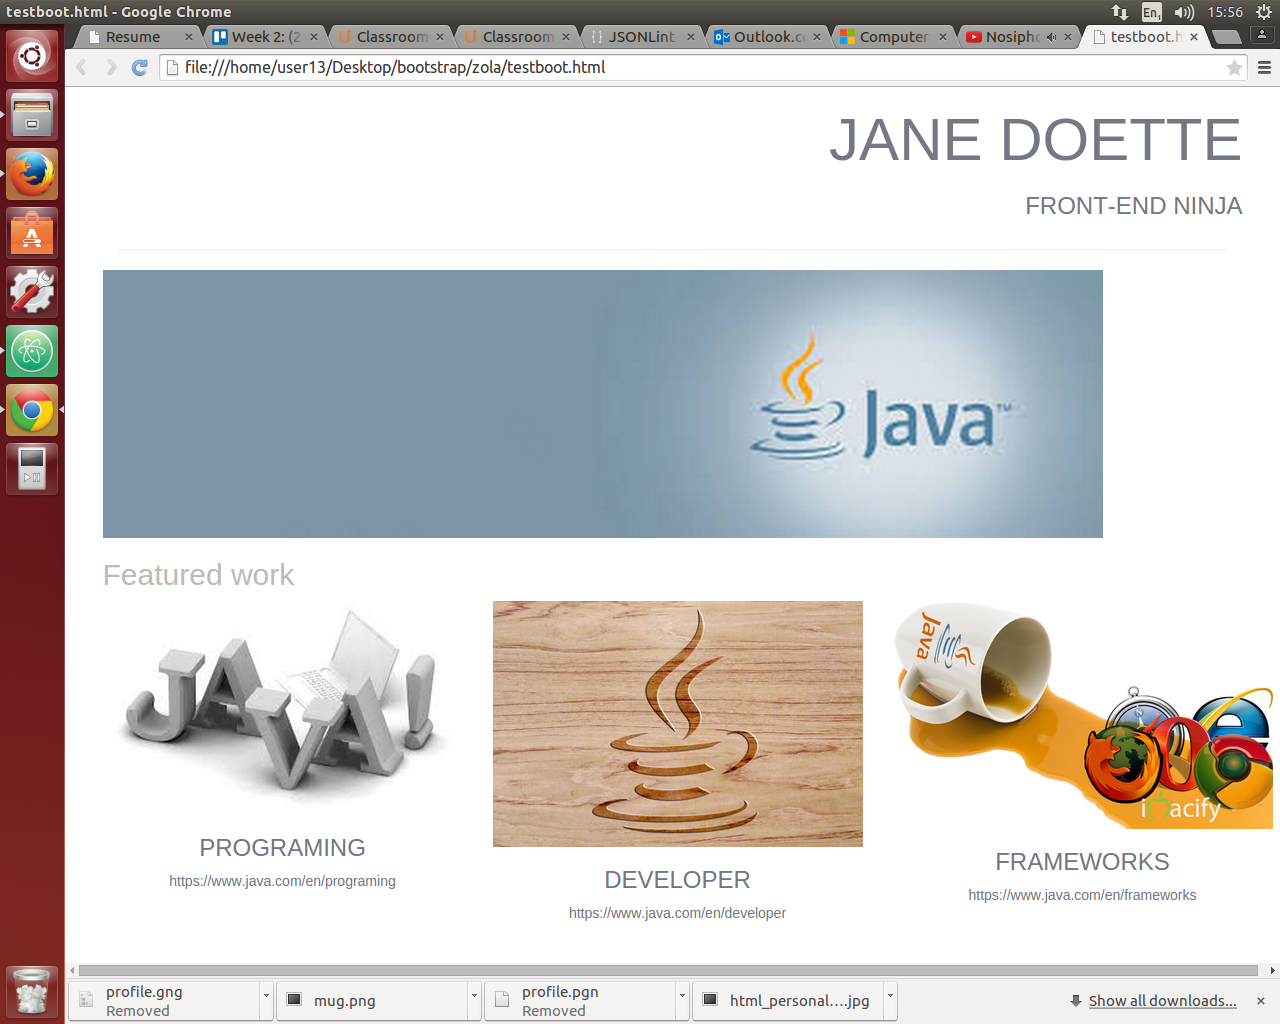 testboot.html - Google Chrome
En1
15:56
Resume
Week 2: (2
Classroom
Classroom
JSONLint
Outlook.c
Computer
Nosipho
testboot.h
file:///home/user13/Desktop/bootstrap/zola/testboot.html
JANE DOETTE
FRONT-END NINJA
Java™
Featured work
JAVA!
Java
imacify
PROGRAMING
https://www.java.com/en/programing
DEVELOPER
https://www.java.com/en/developer
FRAMEWORKS
https://www.java.com/en/frameworks
profile.gng
Removed
mug.png
profile.pgn
Removed
html_personal....jpg
Show all downloads...